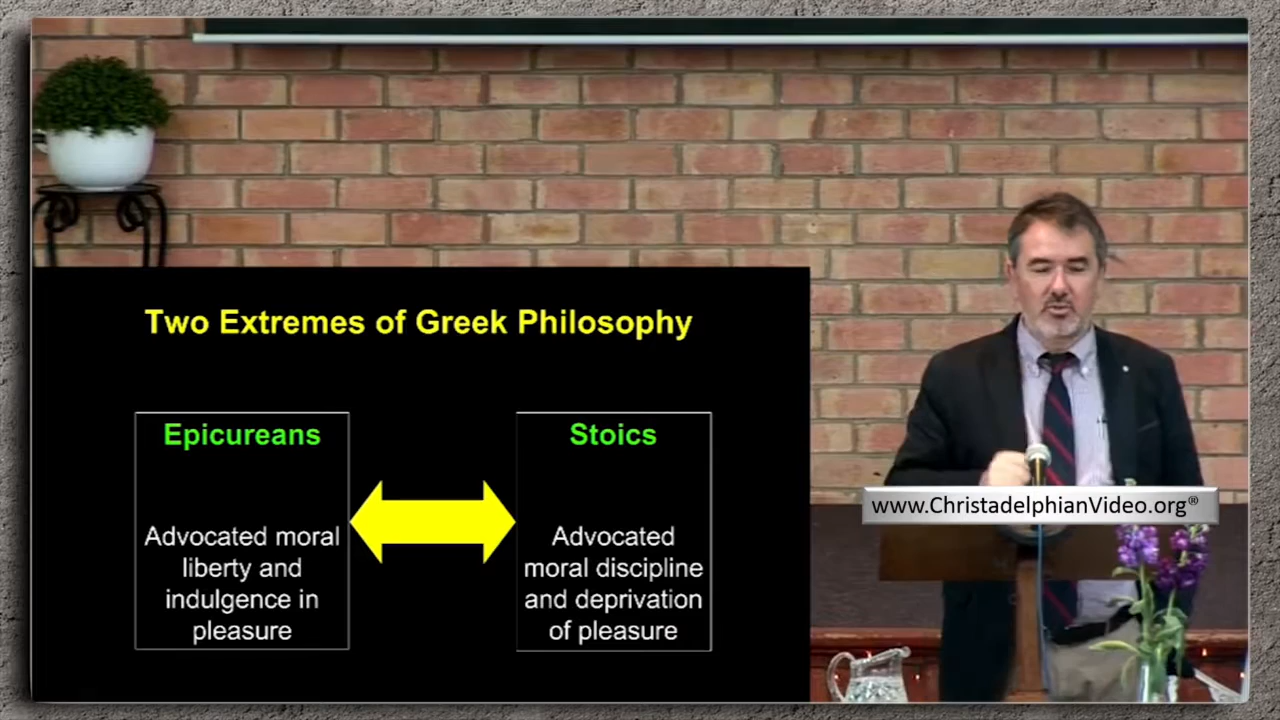 Two Extremes of Greek Philosophy
Epicureans
Advocated moral
liberty and
indulgence in
pleasure
Stoics
Advocated
moral discipline
and deprivation
of pleasure
www.ChristadelphianVideo.org®